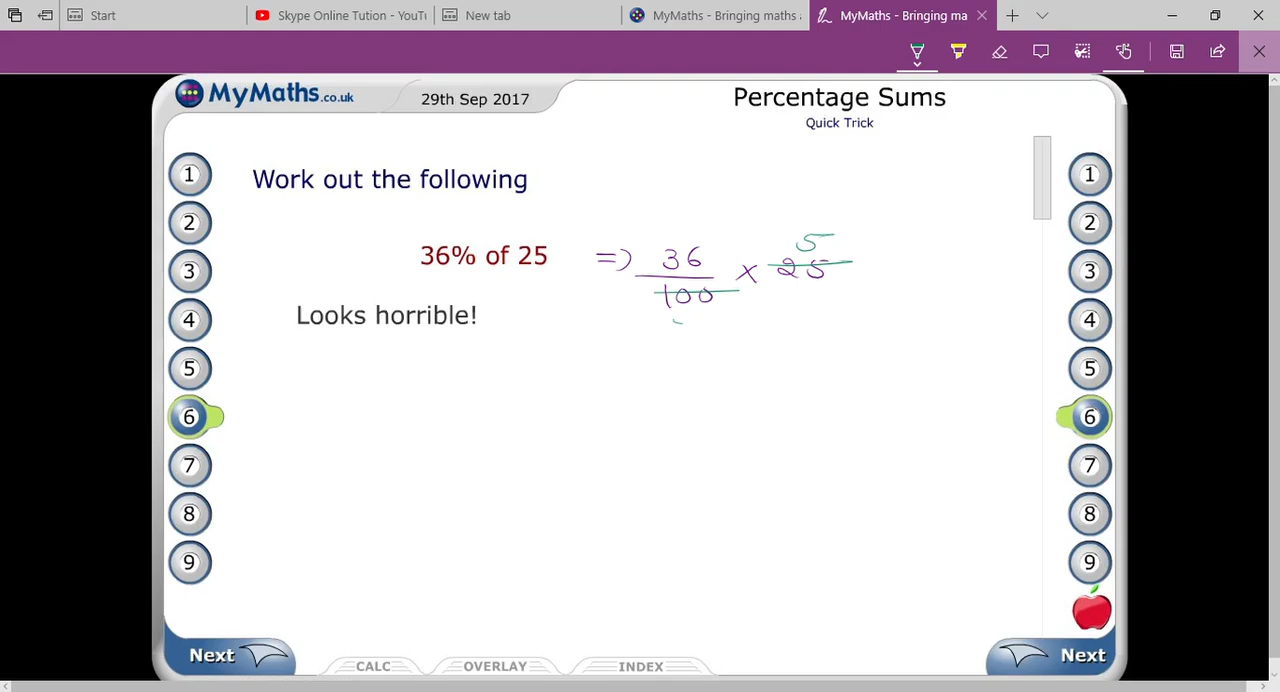 Start
Skype Online Tution - YouTu
New tab
MyMaths - Bringing maths a
MyMaths - Bringing ma
MyMaths.co.uk
29th Sep 2017
Percentage Sums
Quick Trick
Work out the following
36% of 25 => 36/100 × 25 5
Looks horrible!
1 1
2 2
3 3
4 4
5 5
6 6
7 7
8 8
9 9
Next CALC OVERLAY INDEX Next